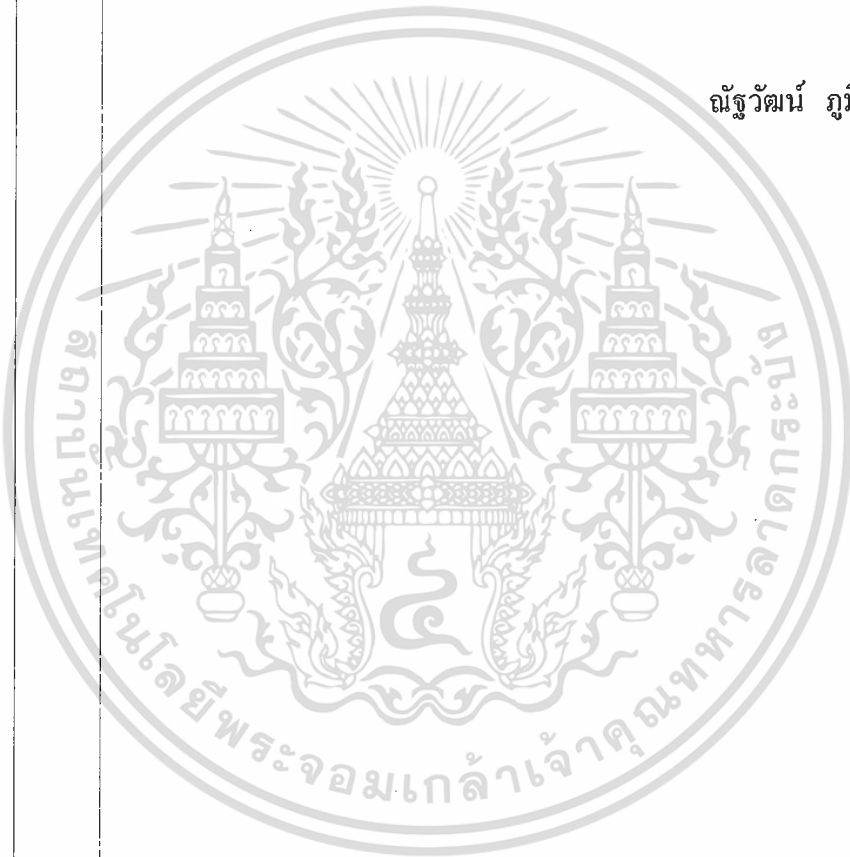 ณัฐวัฒน์
สถาบันเทคโนโลยีพระจอมเกล้าเจ้าคุณทหารลาดกระบัง
๔